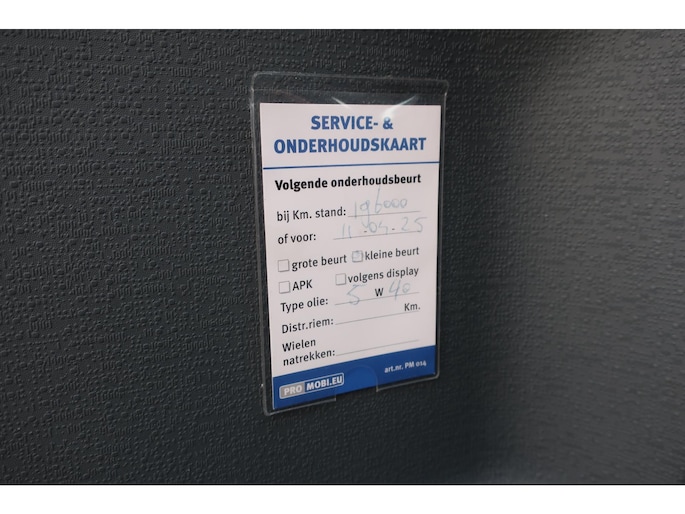 SERVICE- &
ONDERHOUDSKAART
Volgende onderhoudsbeurt
bij Km. stand: 196000
of voor: 11.04.25
grote beurt kleine beurt
APK volgens display
Type olie: 5 W 40
Distr.riem: Km.
Wielen
natrekken:
PRO MOBI.EU art.nr. PM 014